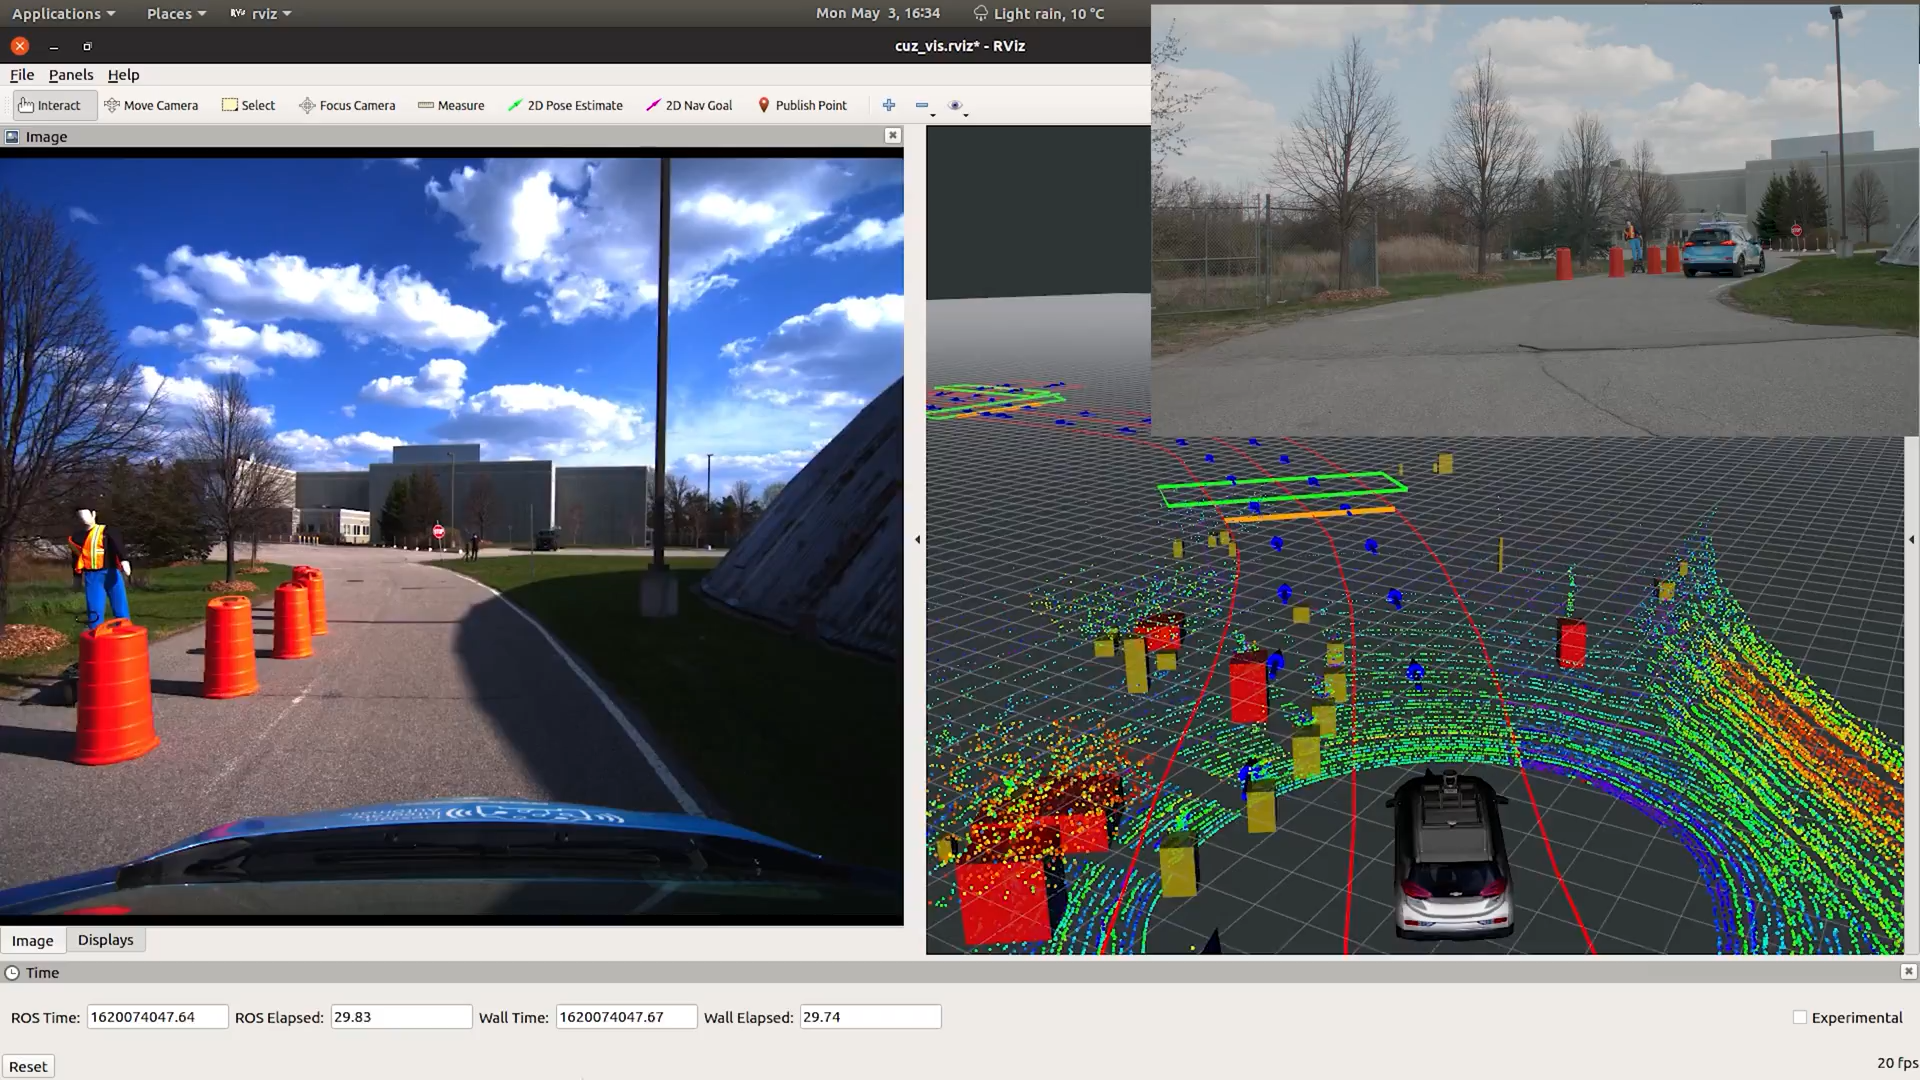 Applications Places rviz Mon May 3, 16:34 Light rain, 10 °C
cuz_vis.rviz* - RViz
File Panels Help
Interact Move Camera Select Focus Camera Measure 2D Pose Estimate 2D Nav Goal Publish Point
Image
STOP
STOP
Image Displays
Time
ROS Time: 1620074047.64 ROS Elapsed: 29.83 Wall Time: 1620074047.67 Wall Elapsed: 29.74 Experimental
Reset 20 fps